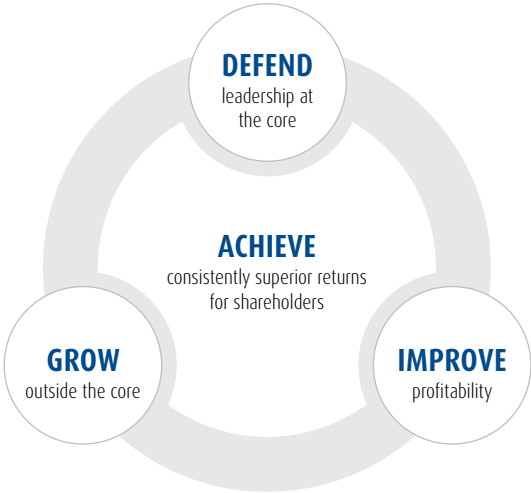 DEFEND
leadership at
the core
ACHIEVE
consistently superior returns
for shareholders
GROW
outside the core
IMPROVE
profitability